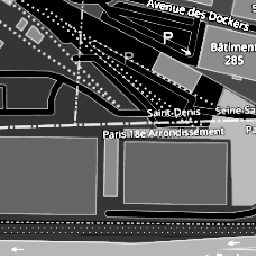 Avenue des Dockers
P
Bâtiment
285
P
Saint-Denis
Seine-Sa
Paris 18e Arrondissement
Pa